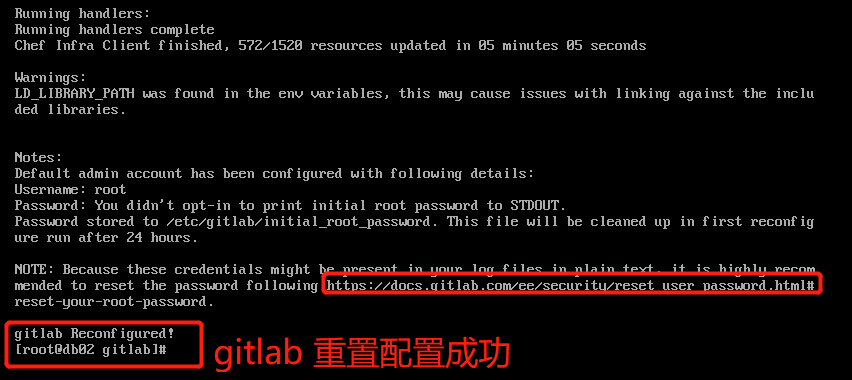 Running handlers:
Running handlers complete
Chef Infra Client finished, 572/1520 resources updated in 05 minutes 05 seconds
Warnings:
LD_LIBRARY_PATH was found in the env variables, this may cause issues with linking against the inclu
ded libraries.
Notes:
Default admin account has been configured with following details:
Username: root
Password: You didn't opt-in to print initial root password to STDOUT.
Password stored to /etc/gitlab/initial_root_password. This file will be cleaned up in first reconfig
ure run after 24 hours.
NOTE: Because these credentials might be present in your log files in plain text, it is highly recom
mended to reset the password following https://docs.gitlab.com/ee/security/reset_user_password.html#
reset-your-root-password.
gitlab Reconfigured!
[root@db02 gitlab]#
gitlab 重置配置成功